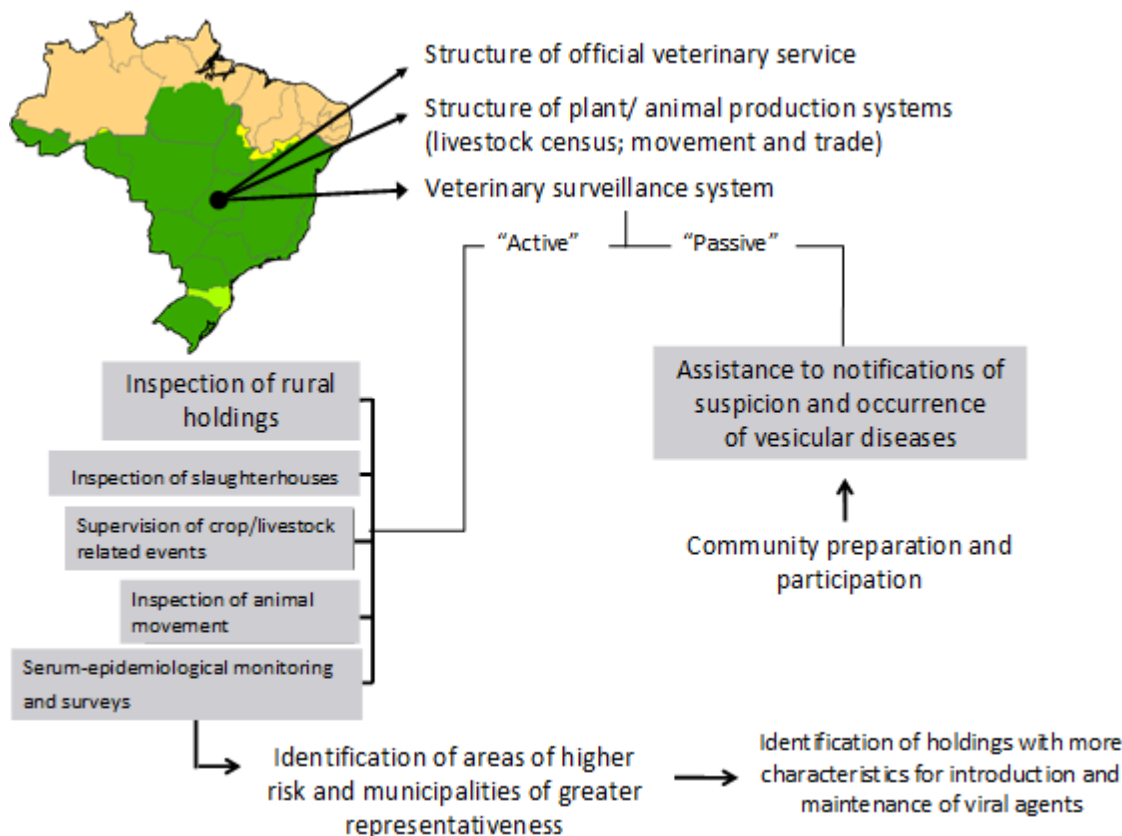 Structure of official veterinary service
Structure of plant/ animal production systems
(livestock census; movement and trade)
Veterinary surveillance system
“Active”
“Passive”
Inspection of rural
holdings
Inspection of slaughterhouses
Supervision of crop/livestock
related events
Inspection of animal
movement
Serum-epidemiological monitoring
and surveys
Assistance to notifications of
suspicion and occurrence
of vesicular diseases
Community preparation and
participation
Identification of areas of higher
risk and municipalities of greater
representativeness
Identification of holdings with more
characteristics for introduction and
maintenance of viral agents